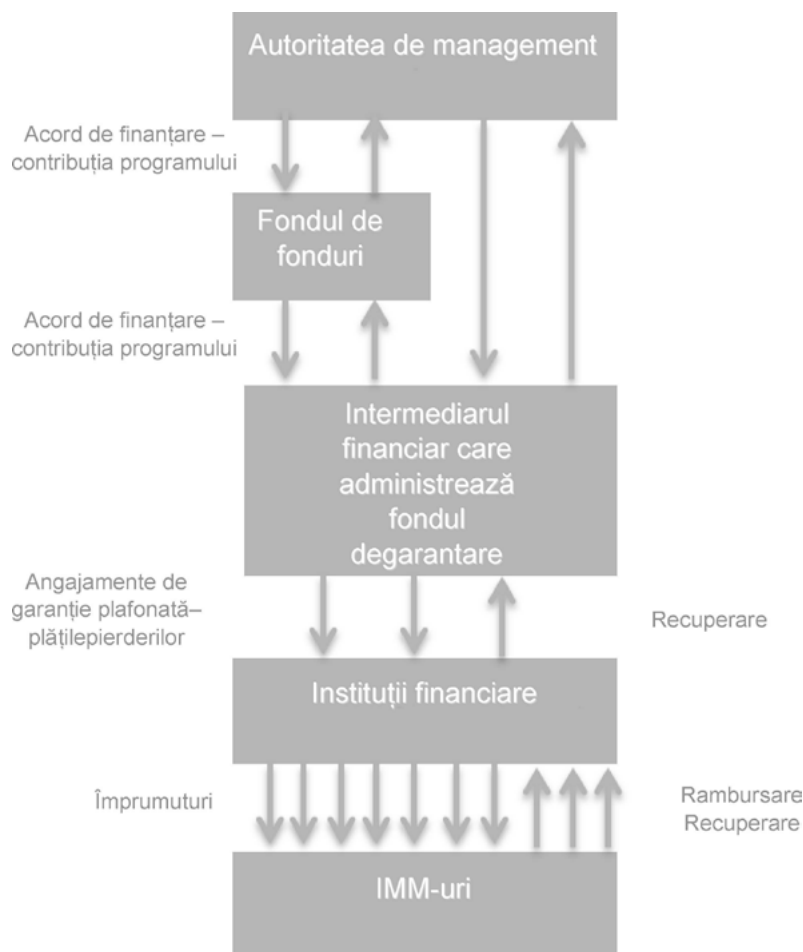 Autoritatea de management
Acord de finanțare –
contribuția programului
Fondul de
fonduri
Acord de finanțare –
contribuția programului
Intermediarul
financiar care
administrează
fondul
degarantare
Angajamente de
garanție plafonată–
plățilepierderilor
Recuperare
Instituții financiare
Împrumuturi
Rambursare
Recuperare
IMM-uri